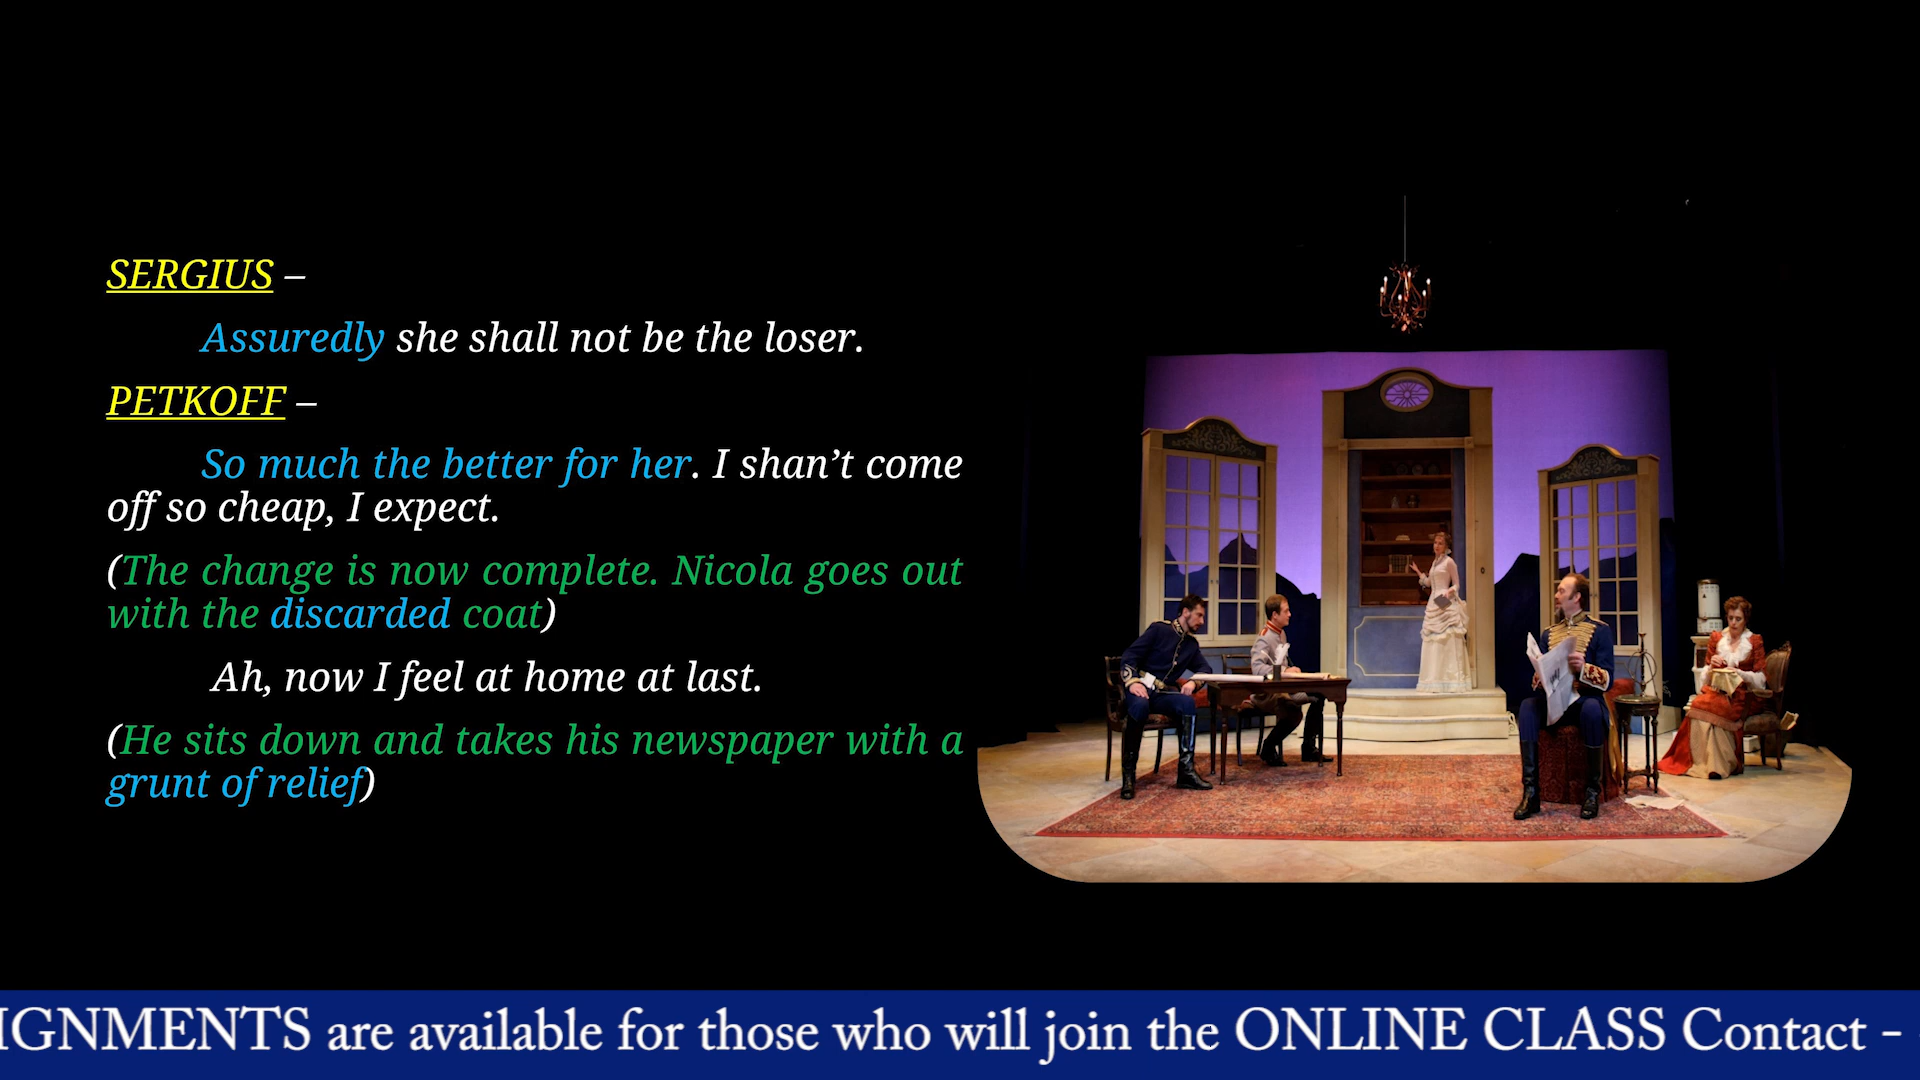 SERGIUS –
Assuredly she shall not be the loser.
PETKOFF –
So much the better for her. I shan’t come
off so cheap, I expect.
(The change is now complete. Nicola goes out
with the discarded coat)
Ah, now I feel at home at last.
(He sits down and takes his newspaper with a
grunt of relief)
IGNMENTS are available for those who will join the ONLINE CLASS Contact -